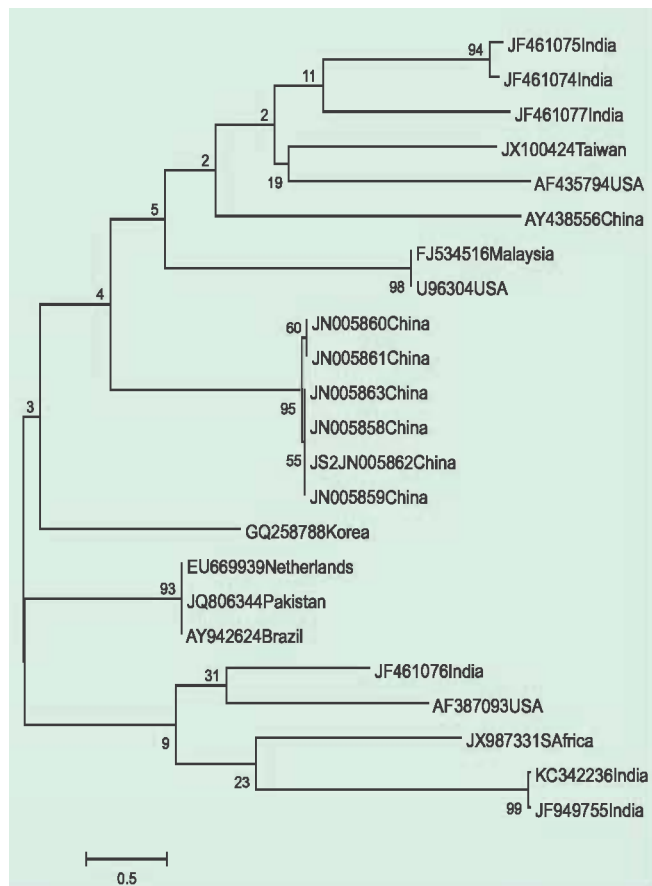 94
JF461075India
JF461074India
11
JF461077India
2
JX100424Taiwan
19
AF435794USA
2
AY438556China
5
FJ534516Malaysia
98
U96304USA
4
60
JN005860China
JN005861China
JN005863China
95
JN005858China
55
JS2JN005862China
JN005859China
3
GQ258788Korea
EU669939Netherlands
93
JQ806344Pakistan
AY942624Brazil
31
JF461076India
AF387093USA
9
JX987331SAfrica
23
KC342236India
99
JF949755India
0.5